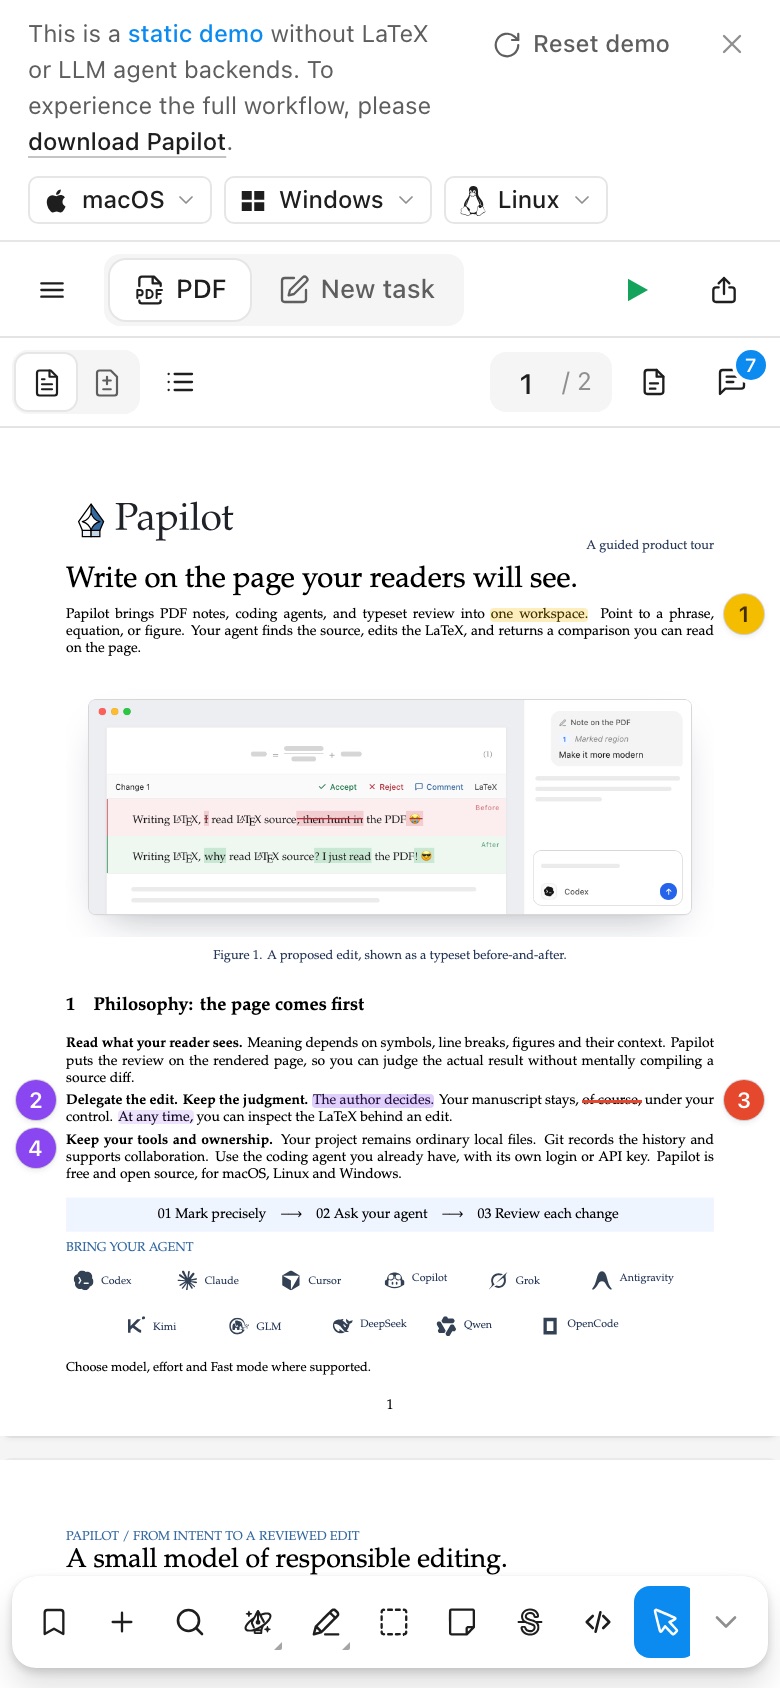 This is a static demo without LaTeX
or LLM agent backends. To
experience the full workflow, please
download Papilot.
Reset demo
macOS
Windows
Linux
PDF
New task
1 / 2
7
Papilot
A guided product tour
Write on the page your readers will see.
Papilot brings PDF notes, coding agents, and typeset review into one workspace. Point to a phrase,
equation, or figure. Your agent finds the source, edits the LaTeX, and returns a comparison you can read
on the page.
1
= +
(1)
Change 1
Accept
Reject
Comment
LaTeX
Before
Writing LATEX, I read LATEX source, then hunt in the PDF 😎
After
Writing LATEX, why read LATEX source? I just read the PDF! 😎
Note on the PDF
1 Marked region
Make it more modern
Codex
Figure 1. A proposed edit, shown as a typeset before-and-after.
1 Philosophy: the page comes first
Read what your reader sees. Meaning depends on symbols, line breaks, figures and their context. Papilot
puts the review on the rendered page, so you can judge the actual result without mentally compiling a
source diff.
2
Delegate the edit. Keep the judgment. The author decides. Your manuscript stays, of course, under your
3
control. At any time, you can inspect the LaTeX behind an edit.
4
Keep your tools and ownership. Your project remains ordinary local files. Git records the history and
supports collaboration. Use the coding agent you already have, with its own login or API key. Papilot is
free and open source, for macOS, Linux and Windows.
01 Mark precisely → 02 Ask your agent → 03 Review each change
BRING YOUR AGENT
Codex
Claude
Cursor
Copilot
Grok
Antigravity
Kimi
GLM
DeepSeek
Qwen
OpenCode
Choose model, effort and Fast mode where supported.
1
PAPILOT / FROM INTENT TO A REVIEWED EDIT
A small model of responsible editing.